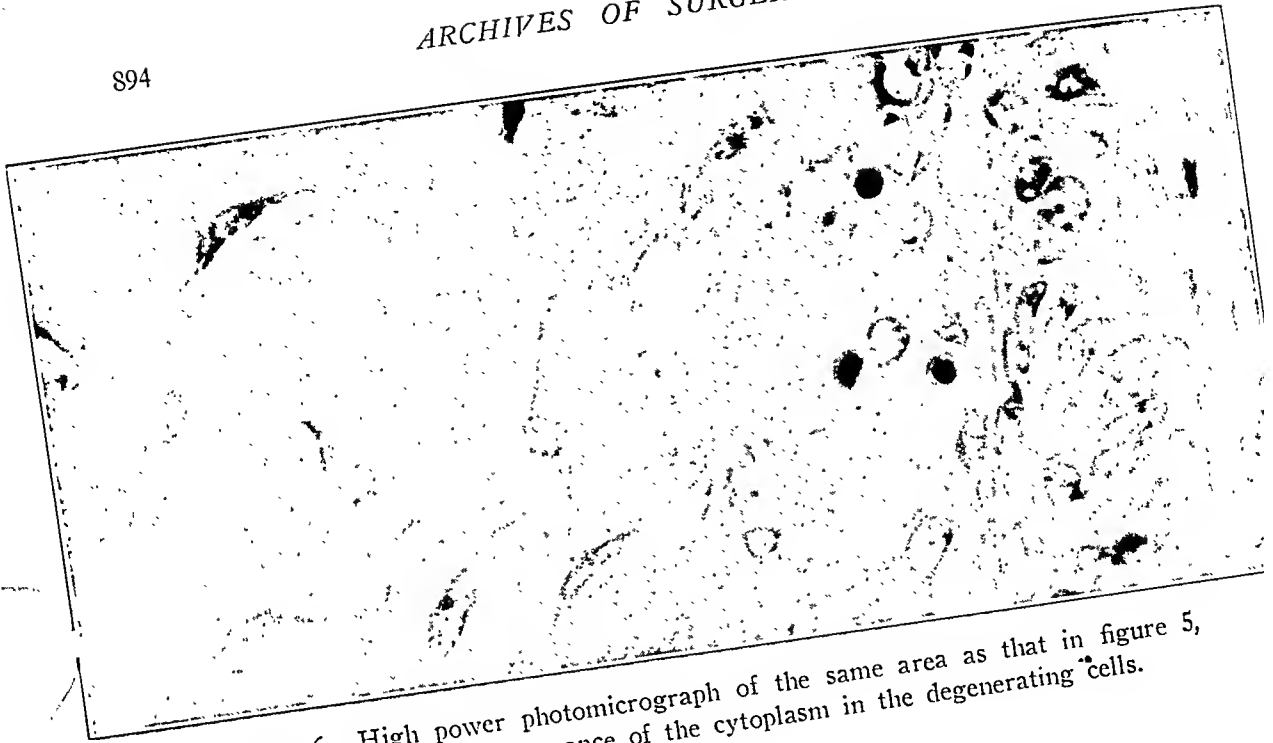 ARCHIVES OF
894
High power photomicrograph of the same area as that in figure 5,
of the cytoplasm in the degenerating cells.